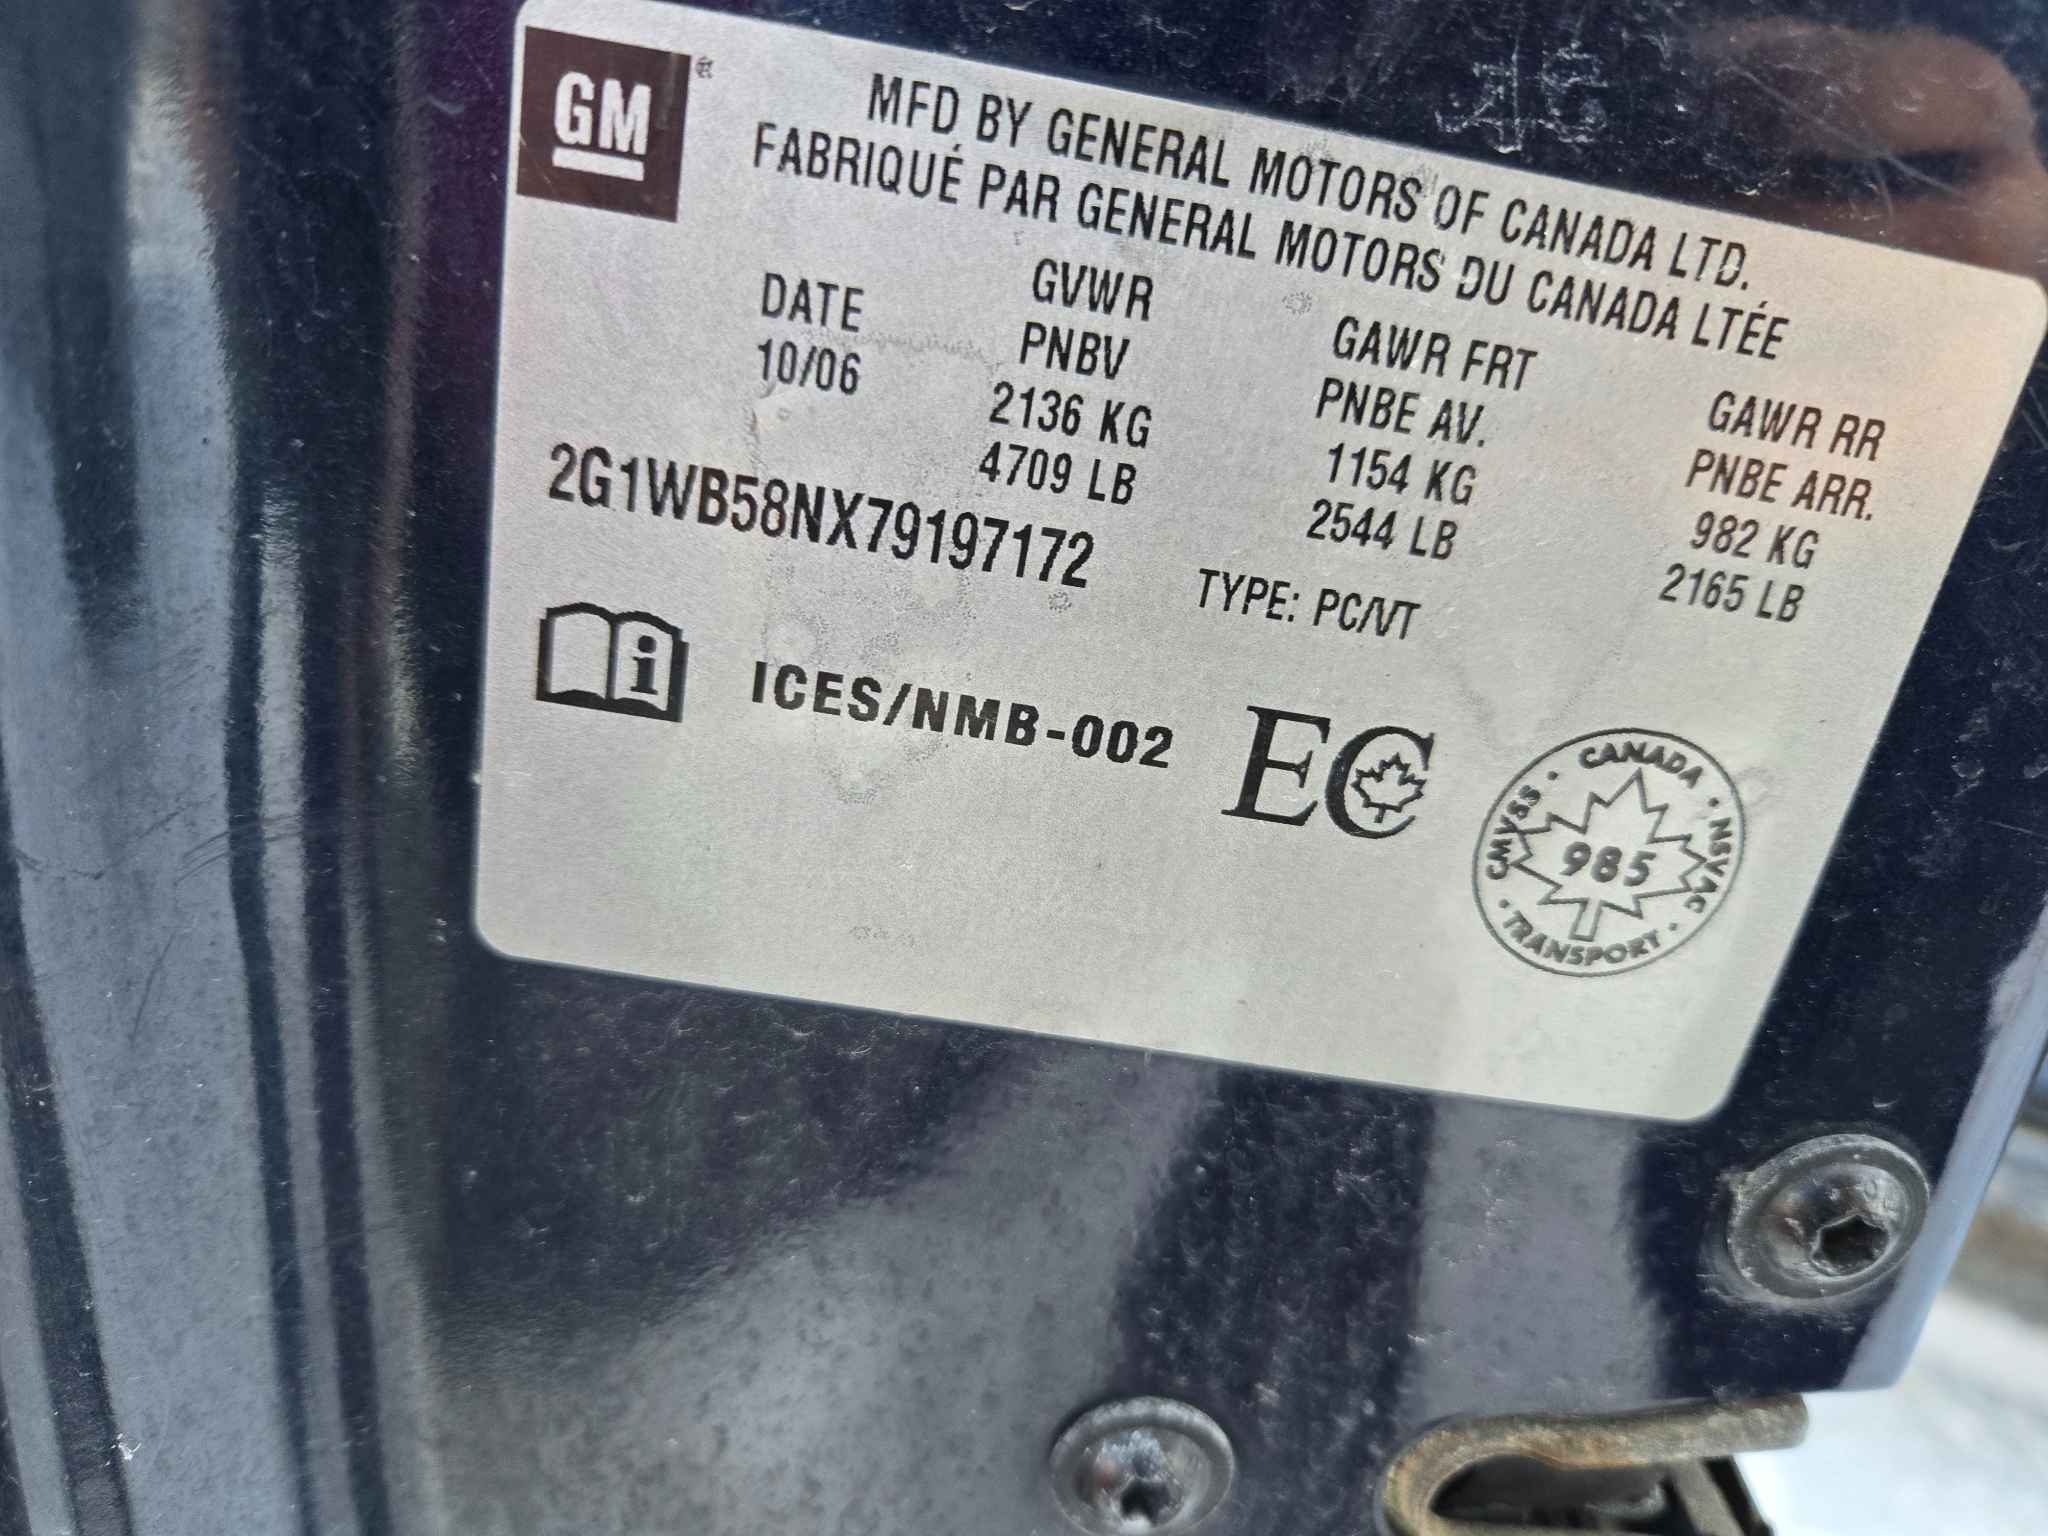 GM
MFD BY GENERAL MOTORS OF CANADA LTD.
FABRIQUÉ PAR GENERAL MOTORS DU CANADA LTÉE
DATE
10/06
GVWR
PNBV
2136 KG
4709 LB
GAWR FRT
PNBE AV.
1154 KG
2544 LB
GAWR RR
PNBE ARR.
982 KG
2165 LB
2G1WB58NX79197172
TYPE: PC/VT
i
ICES/NMB-002
EC
CANADA · NSVAC · TRANSPORT · CMVSS ·
985